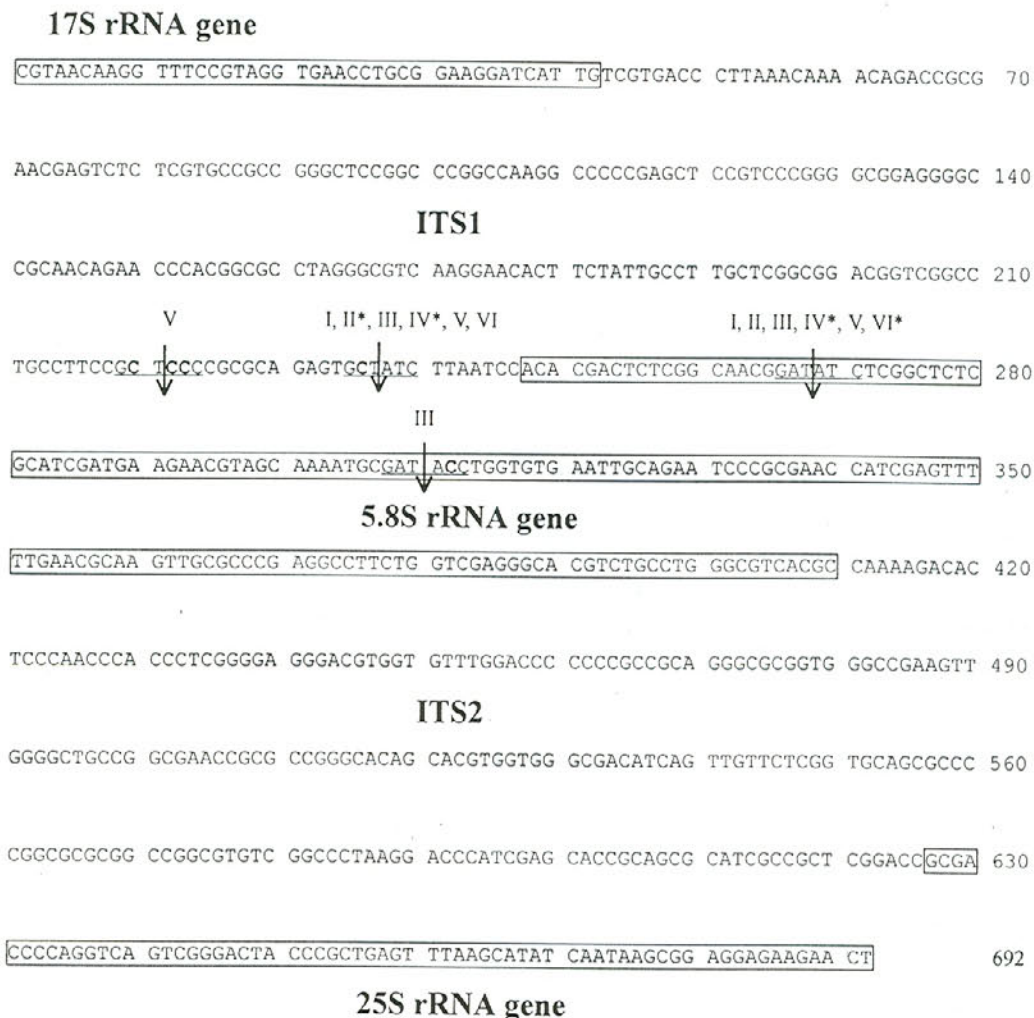 17S rRNA gene
CGTAACAAGG TTTCCGTAGG TGAACCTGCG GAAGGATCAT TGTCGTGACC CTTAAACAAA ACAGACCGCG 70
AACGAGTCTC TCGTGCCGCC GGGCTCCGGC CCGGCCAAGG CCCCCGAGCT CCGTCCCGGG GCGGAGGGGC 140
ITS1
CGCAACAGAA CCCACGGCGC CTAGGGCGTC AAGGAACACT TCTATTGCCT TGCTCGGCGG ACGGTCGGCC 210
V I, II*, III, IV*, V, VI I, II, III, IV*, V, VI*
TGCCTTCCGC TCCCCGCGCA GAGTGCTATC TTAATCCACA CGACTCTCGG CAACGGATAT CTCGGCTCTC 280
III
GCATCGATGA AGAACGTAGC AAAATGCGAT ACCTGGTGTG AATTGCAGAA TCCCGCGAAC CATCGAGTTT 350
5.8S rRNA gene
TTGAACGCAA GTTGCGCCCG AGGCCTTCTG GTCGAGGGCA CGTCTGCCTG GGCGTCACGC CAAAAGACAC 420
TCCCAACCCA CCCTCGGGGA GGGACGTGGT GTTTGGACCC CCCCGCCGCA GGGCGCGGTG GGCCGAAGTT 490
ITS2
GGGGCTGCCG GCGAACCGCG CCGGGCACAG CACGTGGTGG GCGACATCAG TTGTTCTCGG TGCAGCGCCC 560
CGGCGCGCGG CCGGCGTGTC GGCCCTAAGG ACCCATCGAG CACCGCAGCG CATCGCCGCT CGGACCGCGA 630
CCCCAGGTCA GTCGGGACTA CCCGCTGAGT TTAAGCATAT CAATAAGCGG AGGAGAAGAA CT 692
25S rRNA gene